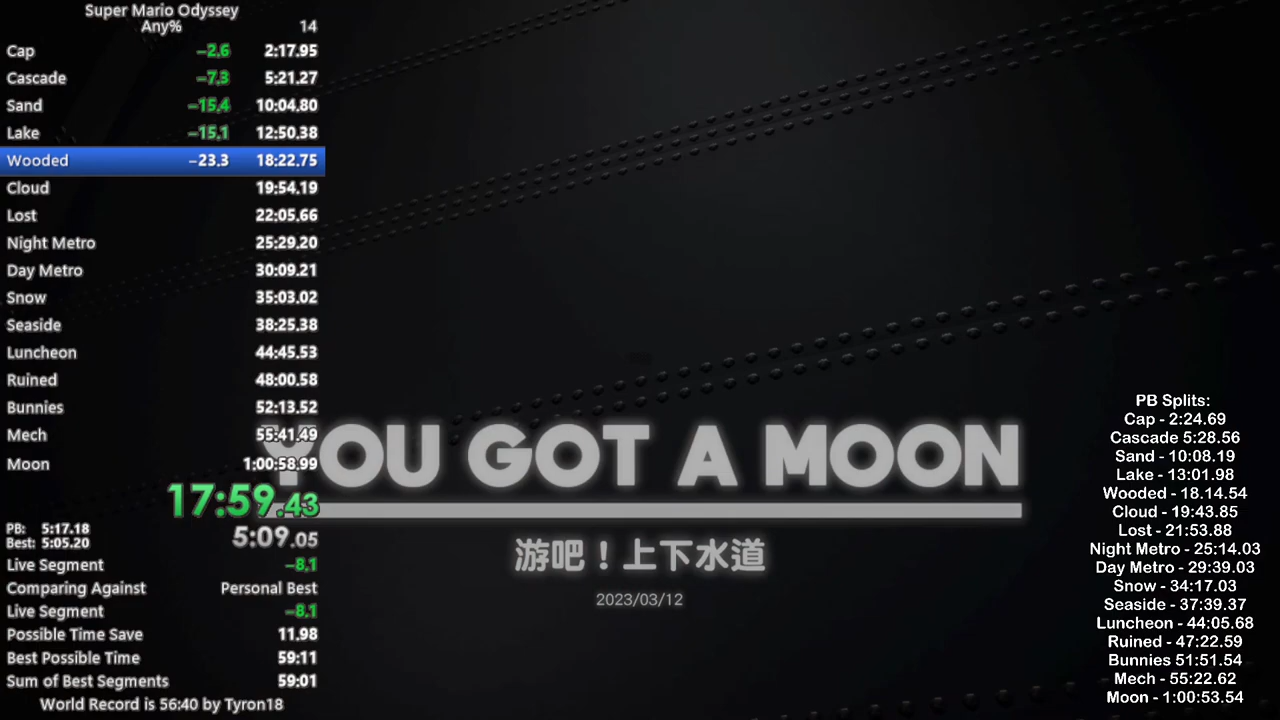 Super Mario Odyssey
Any% 14
Cap −2.6 2:17.95
Cascade −7.3 5:21.27
Sand −15.4 10:04.80
Lake −15.1 12:50.38
Wooded −23.3 18:22.75
Cloud 19:54.19
Lost 22:05.66
Night Metro 25:29.20
Day Metro 30:09.21
Snow 35:03.02
Seaside 38:25.38
Luncheon 44:45.53
Ruined 48:00.58
Bunnies 52:13.52
Mech 55:41.49
Moon 1:00:58.99
17:59.43
PB: 5:17.18
Best: 5:05.20
5:09.05
Live Segment −8.1
Comparing Against Personal Best
Live Segment −8.1
Possible Time Save 11.98
Best Possible Time 59:11
Sum of Best Segments 59:01
World Record is 56:40 by Tyron18
YOU GOT A MOON
游吧！上下水道
2023/03/12
PB Splits:
Cap - 2:24.69
Cascade 5:28.56
Sand - 10:08.19
Lake - 13:01.98
Wooded - 18.14.54
Cloud - 19:43.85
Lost - 21:53.88
Night Metro - 25:14.03
Day Metro - 29:39.03
Snow - 34:17.03
Seaside - 37:39.37
Luncheon - 44:05.68
Ruined - 47:22.59
Bunnies 51:51.54
Mech - 55:22.62
Moon - 1:00:53.54